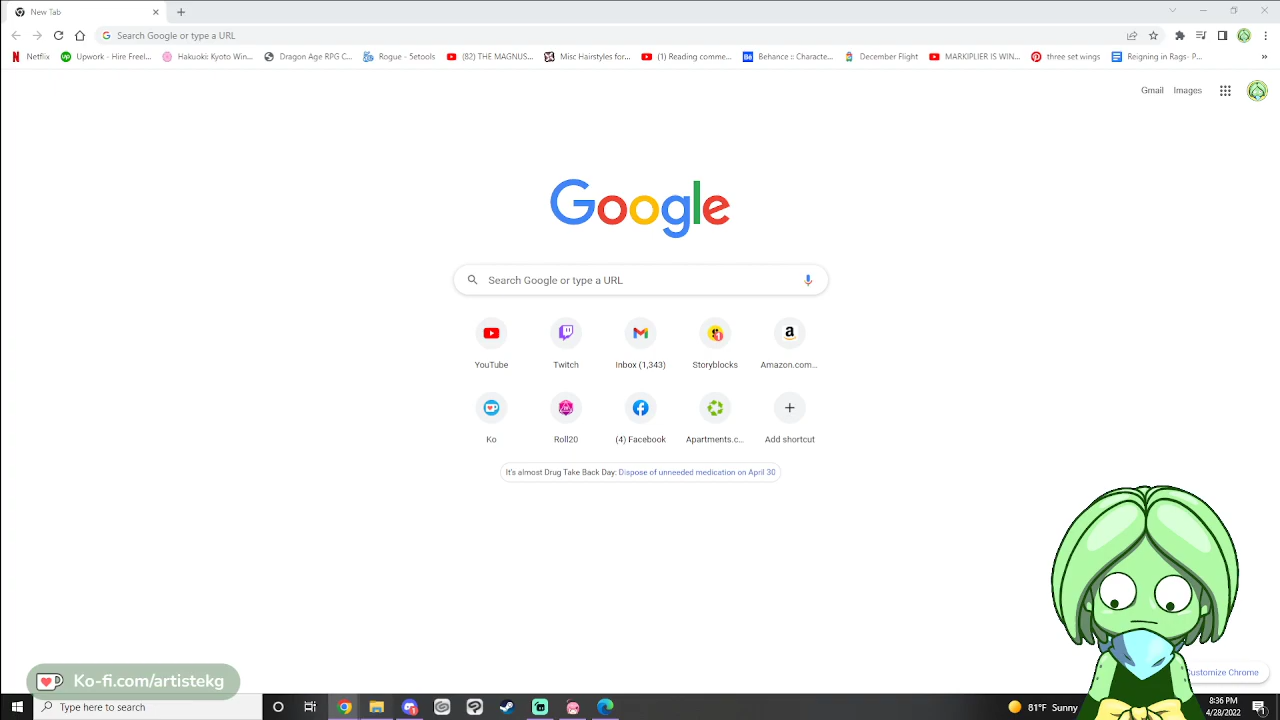 New Tab
Search Google or type a URL
Netflix
Upwork - Hire Freel...
Hakuoki: Kyoto Win...
Dragon Age RPG C...
Rogue - 5etools
(82) THE MAGNUS...
Misc Hairstyles for...
(1) Reading comme...
Behance :: Characte...
December Flight
MARKIPLIER IS WIN...
three set wings
Reigning in Rags- P...
»
Gmail Images
Google
Search Google or type a URL
YouTube
Twitch
Inbox (1,343)
Storyblocks
Amazon.com...
Ko
Roll20
(4) Facebook
Apartments.c...
Add shortcut
It's almost Drug Take Back Day: Dispose of unneeded medication on April 30
ustomize Chrome
Ko-fi.com/artistekg
Type here to search
81°F Sunny
8:36 PM
4/28/2022